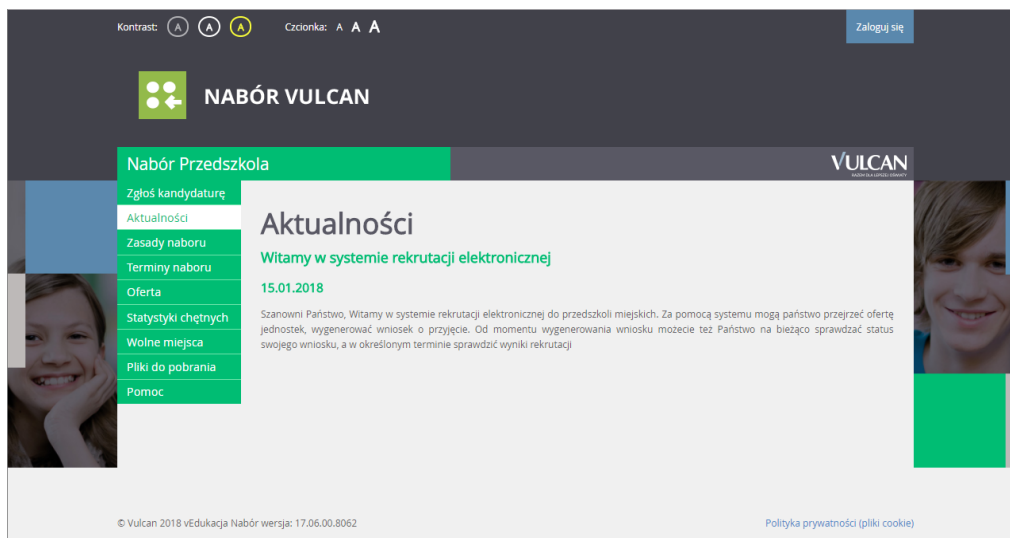 Kontrast: A A A Czcionka: A A A Zaloguj się
NABÓR VULCAN
Nabór Przedszkola
VULCAN
Zgłoś kandydaturę
Aktualności
Zasady naboru
Terminy naboru
Oferta
Statystyki chętnych
Wolne miejsca
Pliki do pobrania
Pomoc
Aktualności
Witamy w systemie rekrutacji elektronicznej
15.01.2018
Szanowni Państwo, Witamy w systemie rekrutacji elektronicznej do przedszkoli miejskich. Za pomocą systemu mogą państwo przejrzeć ofertę
jednostek, wygenerować wniosek o przyjęcie. Od momentu wygenerowania wniosku możecie też Państwo na bieżąco sprawdzać status
swojego wniosku, a w określonym terminie sprawdzić wyniki rekrutacji
© Vulcan 2018 vEdukacja Nabór wersja: 17.06.00.8062
Polityka prywatności (pliki cookie)